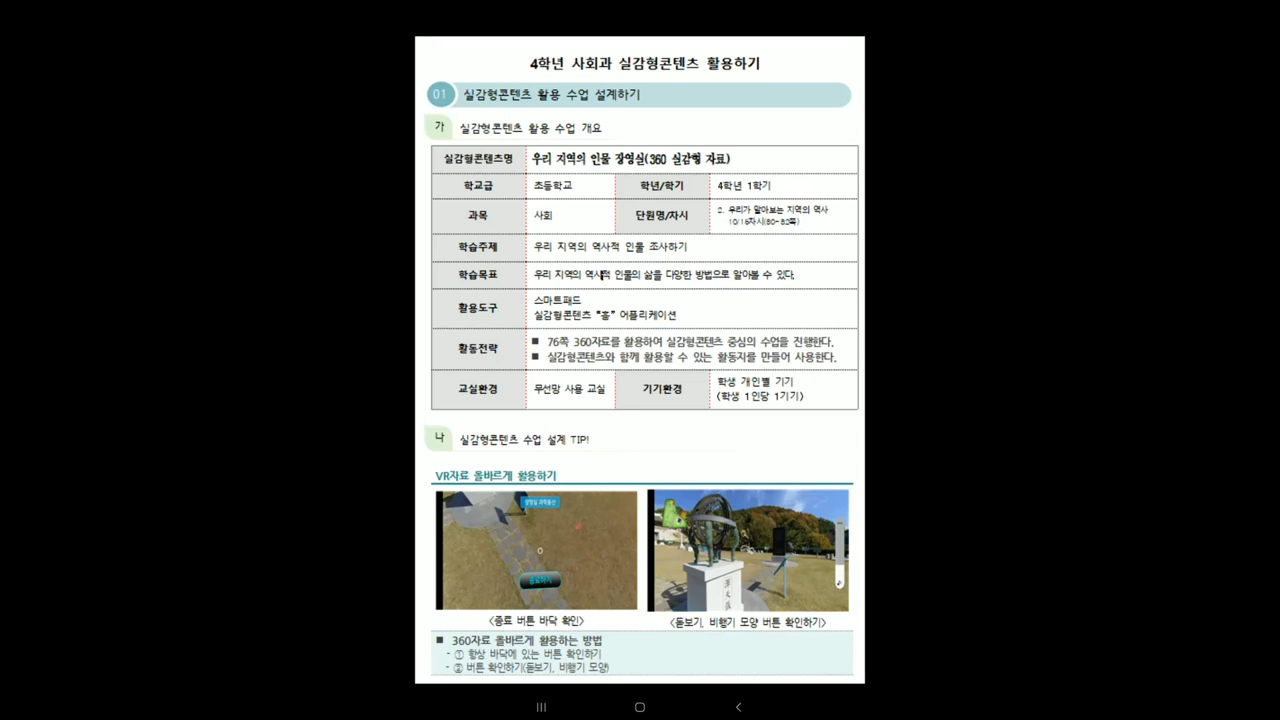 4학년 사회과 실감형콘텐츠 활용하기
01 실감형콘텐츠 활용 수업 설계하기
가 실감형콘텐츠 활용 수업 개요
실감형콘텐츠명 우리 지역의 인물 장영실(360 실감형 자료)
학교급 초등학교 학년/학기 4학년 1학기
과목 사회 단원명/차시 2. 우리가 알아보는 지역의 역사
10/15차시(80~82쪽)
학습주제 우리 지역의 역사적 인물 조사하기
학습목표 우리 지역의 역사적 인물의 삶을 다양한 방법으로 알아볼 수 있다.
활용도구 스마트패드
실감형콘텐츠 "홍" 어플리케이션
활동전략 ■ 76쪽 360자료를 활용하여 실감형콘텐츠 중심의 수업을 진행한다.
■ 실감형콘텐츠와 함께 활용할 수 있는 활동지를 만들어 사용한다.
교실환경 무선망 사용 교실 기기환경 학생 개인별 기기
(학생 1인당 1기기)
나 실감형콘텐츠 수업 설계 TIP!
VR자료 올바르게 활용하기
장영실 과학동산
종료하기
<종료 버튼 바닥 확인>
<돋보기, 비행기 모양 버튼 확인하기>
■ 360자료 올바르게 활용하는 방법
- ① 항상 바닥에 있는 버튼 확인하기
- ② 버튼 확인하기(돋보기, 비행기 모양)